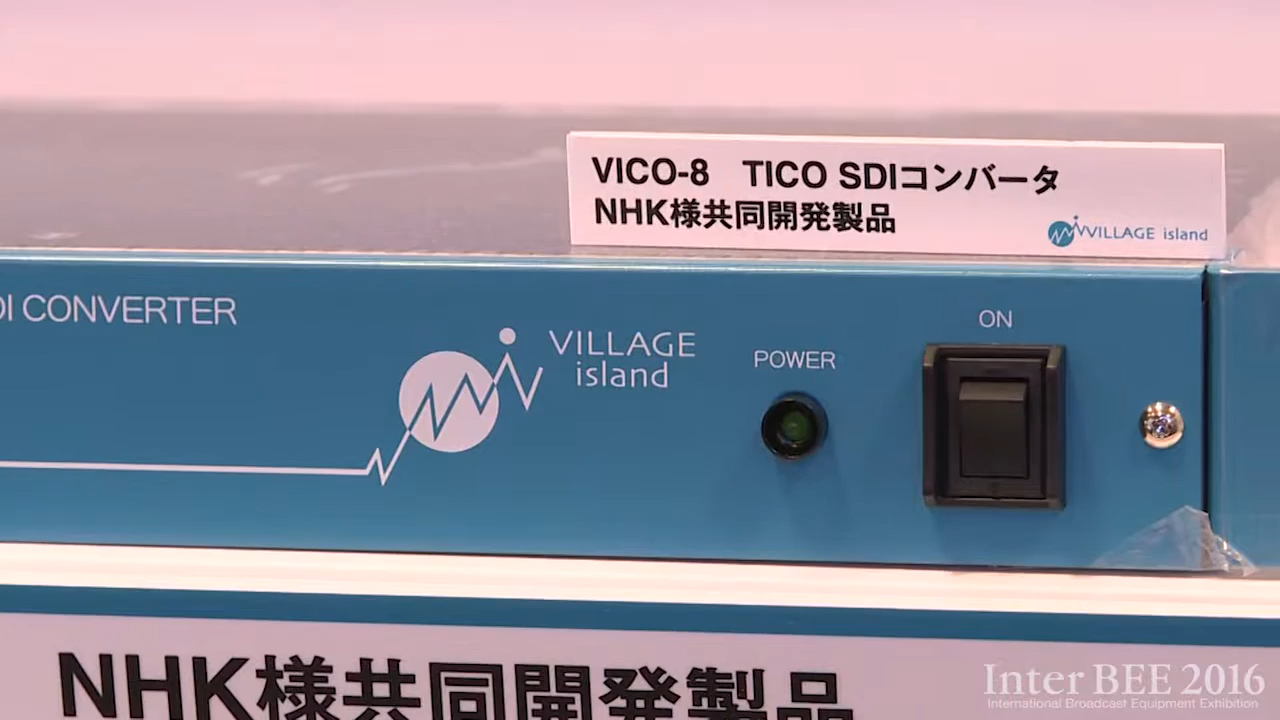 VICO-8 TICO SDIコンバータ
NHK様共同開発製品
VILLAGE island
CONVERTER
VILLAGE
island
POWER
ON
NHK様共同開発製品
Inter BEE 2016
International Broadcast Equipment Exhibition